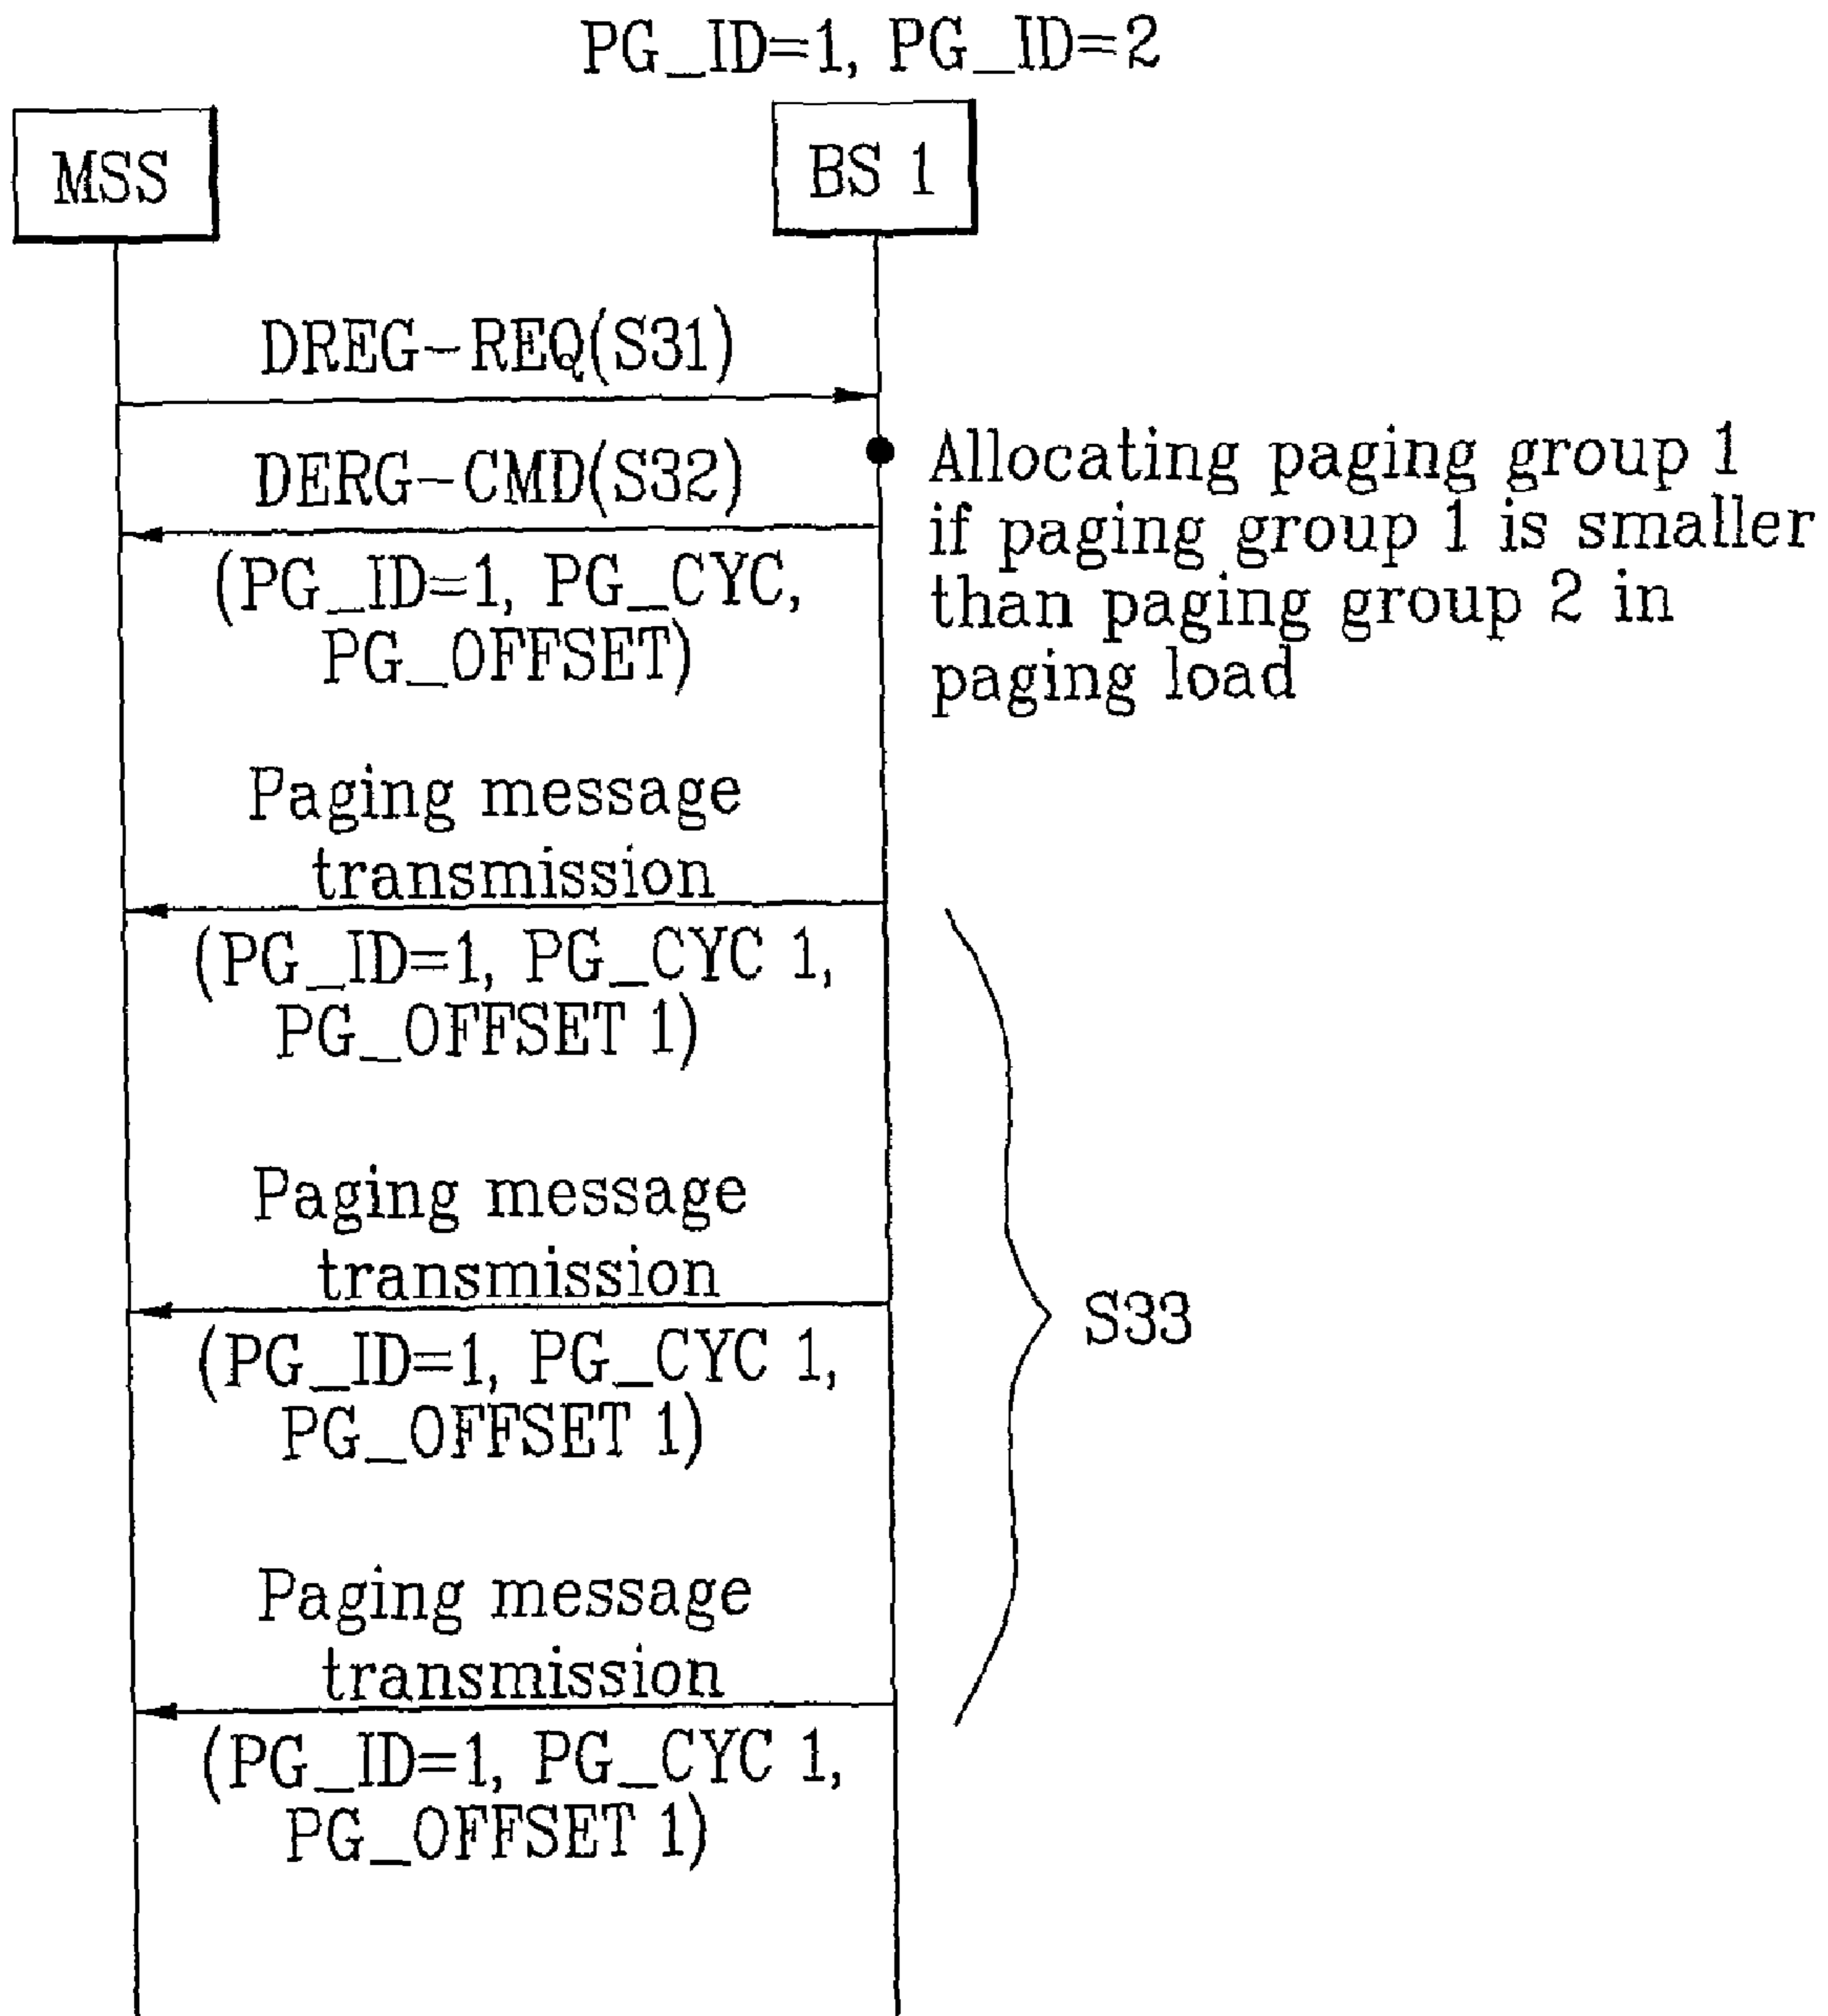 PG_ID=1, PG_ID=2
MSS
BS 1
DREG-REQ(S31)
DERG-CMD(S32)
(PG_ID=1, PG_CYC,
PG_OFFSET)
Allocating paging group 1
if paging group 1 is smaller
than paging group 2 in
paging load
Paging message
transmission
(PG_ID=1, PG_CYC 1,
PG_OFFSET 1)
Paging message
transmission
(PG_ID=1, PG_CYC 1,
PG_OFFSET 1)
S33
Paging message
transmission
(PG_ID=1, PG_CYC 1,
PG_OFFSET 1)